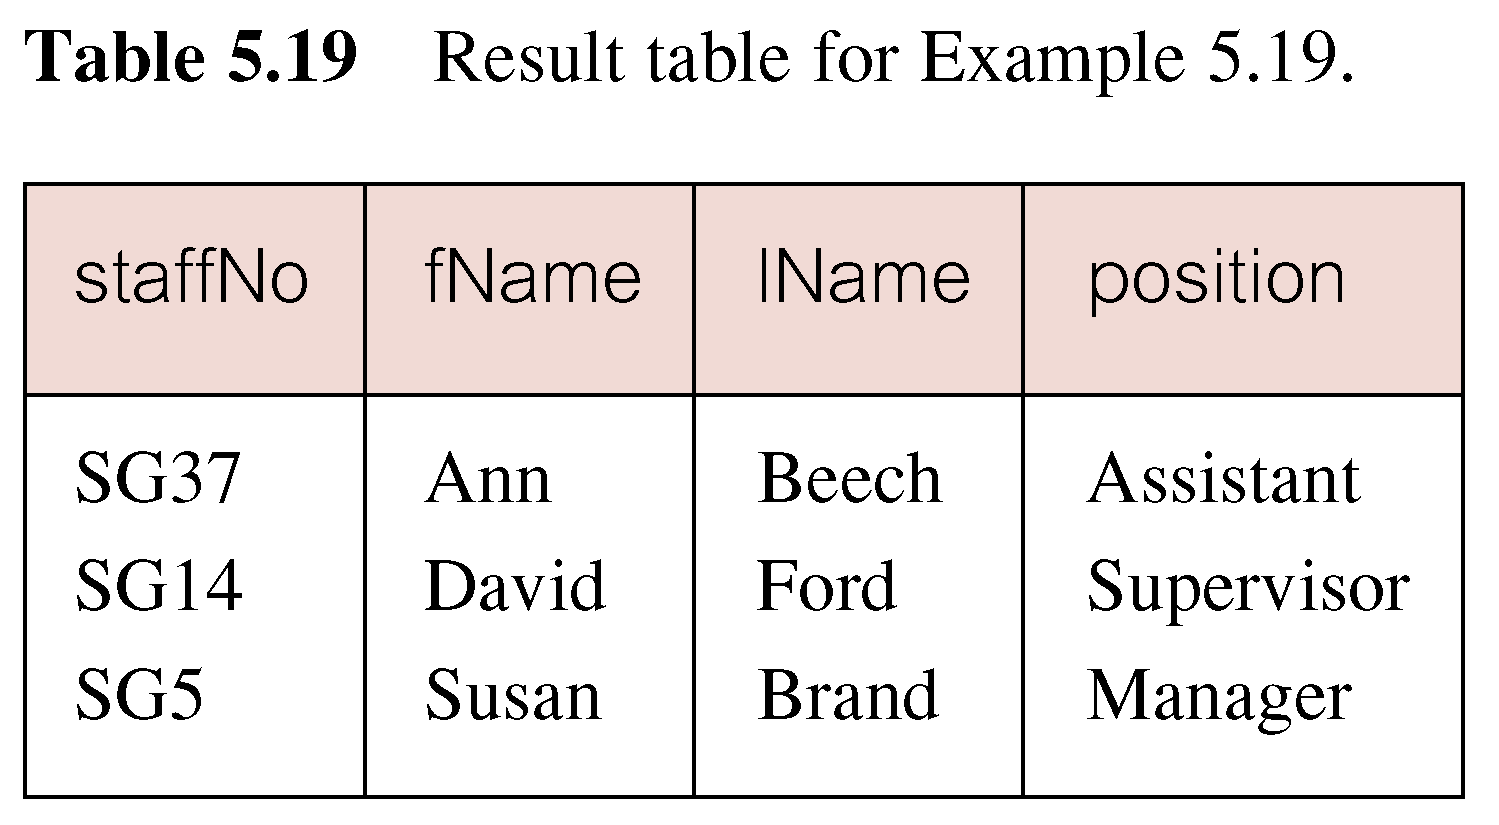 Table 5.19 Result table for Example 5.19.
staffNo fName lName position
SG37 Ann Beech Assistant
SG14 David Ford Supervisor
SG5 Susan Brand Manager